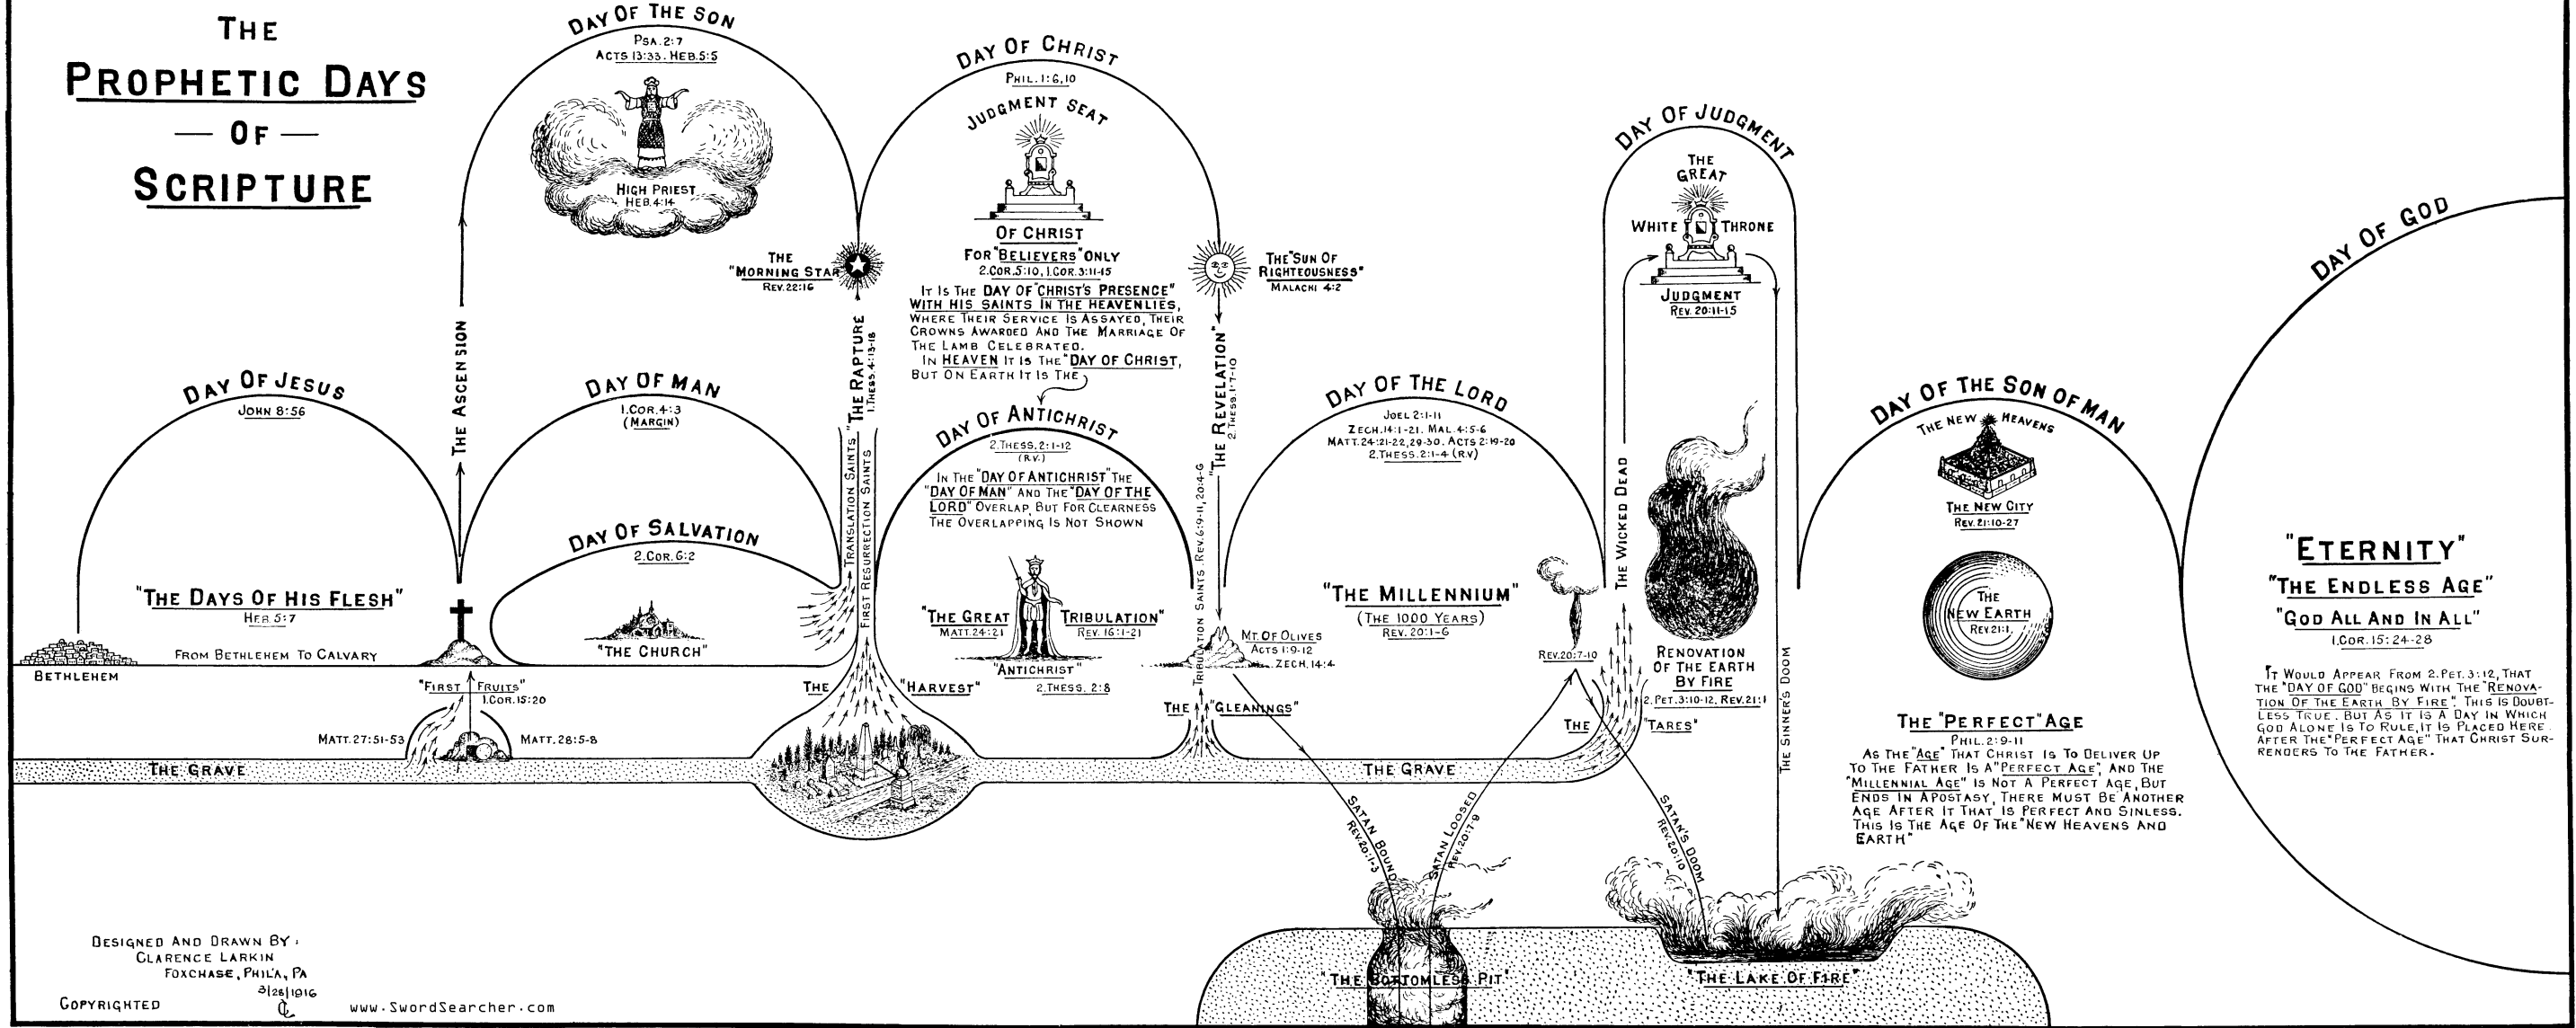 THE
PROPHETIC DAYS
— OF —
SCRIPTURE
DAY OF THE SON
PSA. 2:7
ACTS 13:33. HEB. 5:5
HIGH PRIEST
HEB. 4:14
DAY OF CHRIST
PHIL. 1:6,10
JUDGMENT SEAT
OF CHRIST
FOR "BELIEVERS" ONLY
2.COR. 5:10, 1.COR. 3:11-15
IT IS THE DAY OF "CHRIST'S PRESENCE"
WITH HIS SAINTS IN THE HEAVENLIES,
WHERE THEIR SERVICE IS ASSAYED, THEIR
CROWNS AWARDED AND THE MARRIAGE OF
THE LAMB CELEBRATED.
IN HEAVEN IT IS THE "DAY OF CHRIST,
BUT ON EARTH IT IS THE
THE
"MORNING STAR
REV. 22:16
THE "SUN OF
RIGHTEOUSNESS"
MALACHI 4:2
DAY OF JUDGMENT
THE
GREAT
WHITE THRONE
JUDGMENT
REV. 20:11-15
DAY OF GOD
"ETERNITY"
"THE ENDLESS AGE"
"GOD ALL AND IN ALL"
1.COR. 15:24-28
IT WOULD APPEAR FROM 2.PET. 3:12, THAT
THE "DAY OF GOD" BEGINS WITH THE "RENOVA-
TION OF THE EARTH BY FIRE". THIS IS DOUBT-
LESS TRUE. BUT AS IT IS A DAY IN WHICH
GOD ALONE IS TO RULE, IT IS PLACED HERE
AFTER THE "PERFECT AGE" THAT CHRIST SUR-
RENDERS TO THE FATHER.
DAY OF JESUS
JOHN 8:56
"THE DAYS OF HIS FLESH"
HEB. 5:7
FROM BETHLEHEM TO CALVARY
BETHLEHEM
THE ASCENSION
DAY OF MAN
1.COR. 4:3
(MARGIN)
DAY OF SALVATION
2.COR. 6:2
"THE CHURCH"
"THE RAPTURE
1.THESS. 4:13-18
TRANSLATION SAINTS
FIRST RESURRECTION SAINTS
DAY OF ANTICHRIST
2.THESS. 2:1-12
(R.V.)
IN THE "DAY OF ANTICHRIST" THE
"DAY OF MAN" AND THE "DAY OF THE
LORD" OVERLAP, BUT FOR CLEARNESS
THE OVERLAPPING IS NOT SHOWN
"THE GREAT TRIBULATION"
MATT. 24:21 REV. 16:1-21
"ANTICHRIST"
2.THESS. 2:8
"THE REVELATION"
2.THESS. 1:7-10
TRIBULATION SAINTS. REV. 6:9-11, 20:4-6
MT. OF OLIVES
ACTS 1:9-12
ZECH. 14:4
DAY OF THE LORD
JOEL 2:1-11
ZECH. 14:1-21. MAL. 4:5-6
MATT. 24:21-22, 29-30. ACTS 2:19-20
2.THESS. 2:1-4 (R.V)
"THE MILLENNIUM"
(THE 1000 YEARS)
REV. 20:1-6
REV. 20:7-10
THE WICKED DEAD
RENOVATION
OF THE EARTH
BY FIRE
2.PET. 3:10-12, REV. 21:1
THE SINNER'S DOOM
DAY OF THE SON OF MAN
THE NEW HEAVENS
THE NEW CITY
REV. 21:10-27
THE
NEW EARTH
REV. 21:1.
THE "PERFECT" AGE
PHIL. 2:9-11
AS THE "AGE" THAT CHRIST IS TO DELIVER UP
TO THE FATHER IS A "PERFECT AGE", AND THE
"MILLENNIAL AGE" IS NOT A PERFECT AGE, BUT
ENDS IN APOSTASY, THERE MUST BE ANOTHER
AGE AFTER IT THAT IS PERFECT AND SINLESS.
THIS IS THE AGE OF THE "NEW HEAVENS AND
EARTH"
"FIRST FRUITS"
1.COR. 15:20
MATT. 27:51-53
MATT. 28:5-8
THE GRAVE
THE "HARVEST"
THE "GLEANINGS"
THE GRAVE
THE "TARES"
SATAN BOUND
REV. 20:1-3
SATAN LOOSED
REV. 20:7-9
SATAN'S DOOM
REV. 20:10
"THE BOTTOMLESS PIT"
"THE LAKE OF FIRE"
DESIGNED AND DRAWN BY:
CLARENCE LARKIN
FOXCHASE, PHIL'A, PA
3/28/1916
CL
COPYRIGHTED
www.SwordSearcher.com